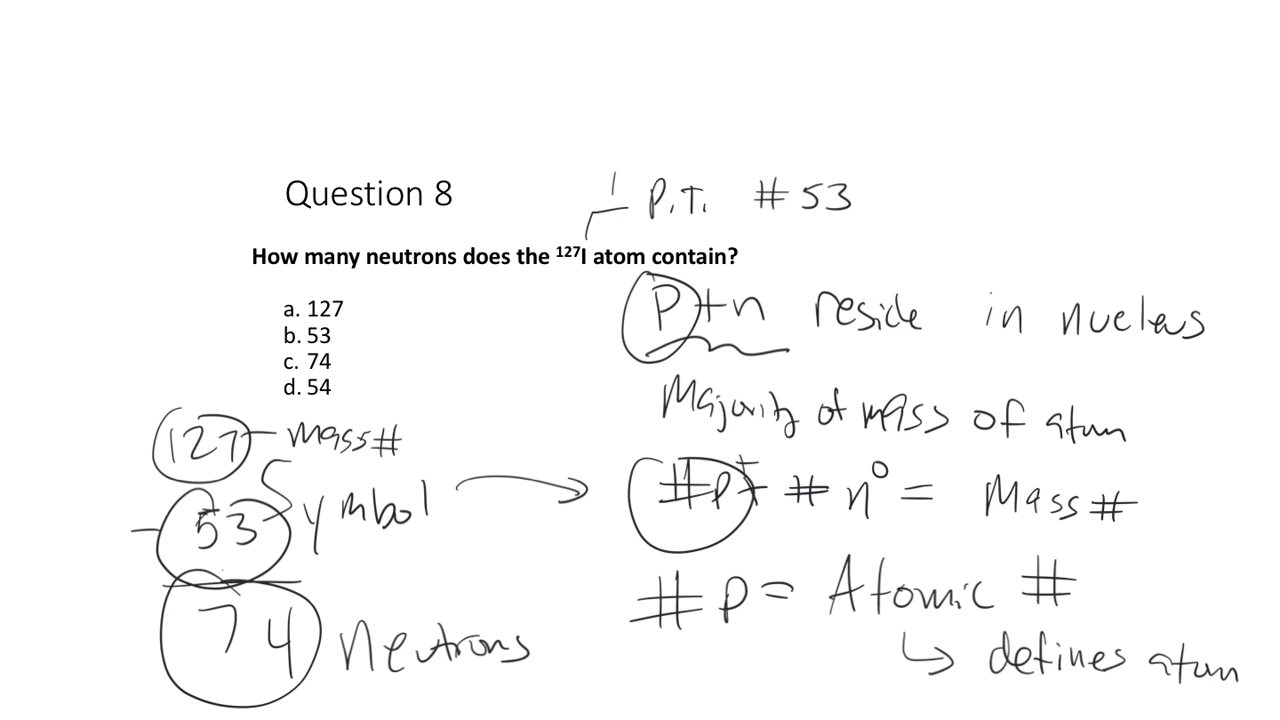 Question 8
I P.T. #53
How many neutrons does the ¹²⁷I atom contain?
a. 127
b. 53
c. 74
d. 54
P+n reside in nucleus
Majority of mass of atom
127 - mass#
- 53 Symbol
74 Neutrons
#p⁺ + #n⁰ = Mass#
#p = Atomic #
↳ defines atom